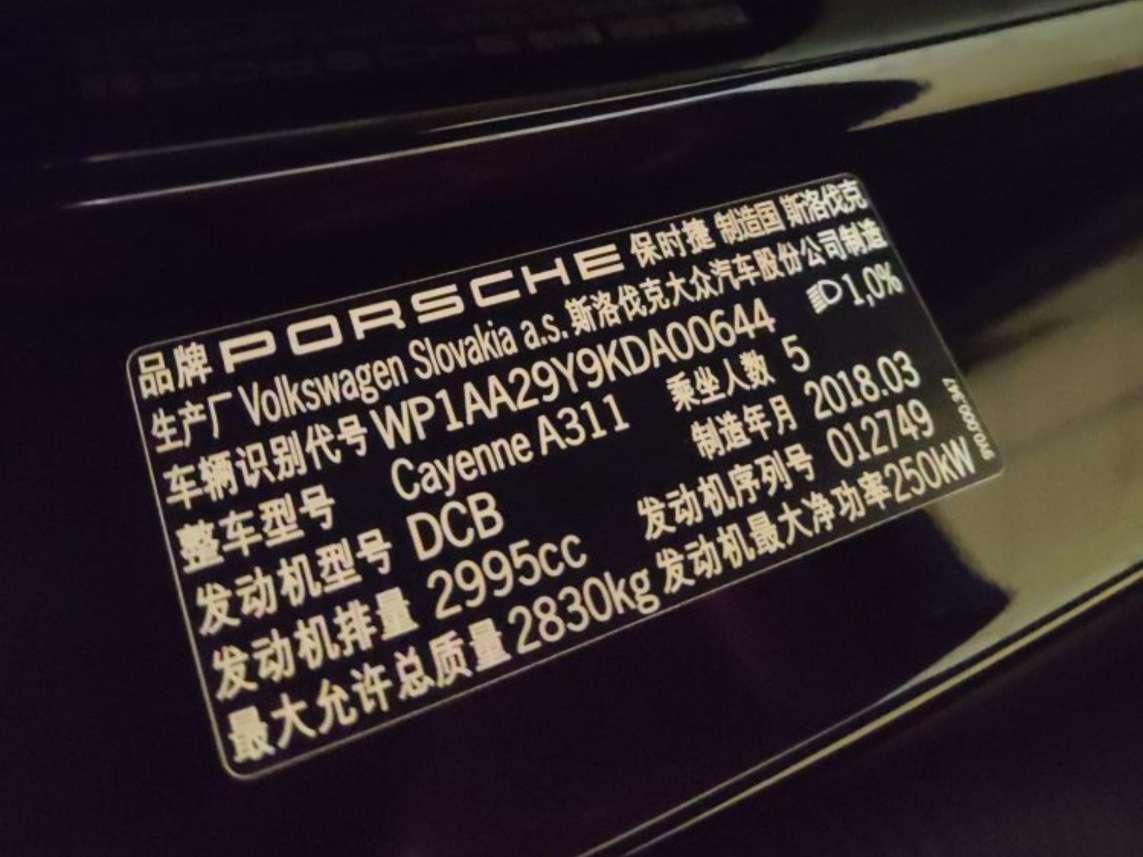 品牌 PORSCHE 保时捷 制造国 斯洛伐克
生产厂 Volkswagen Slovakia a.s. 斯洛伐克大众汽车股份公司制造
车辆识别代号 WP1AA29Y9KDA00644 1,0%
整车型号 Cayenne A311 乘坐人数 5
发动机型号 DCB 制造年月 2018.03
发动机排量 2995cc 发动机序列号 012749
最大允许总质量 2830kg 发动机最大净功率 250kW